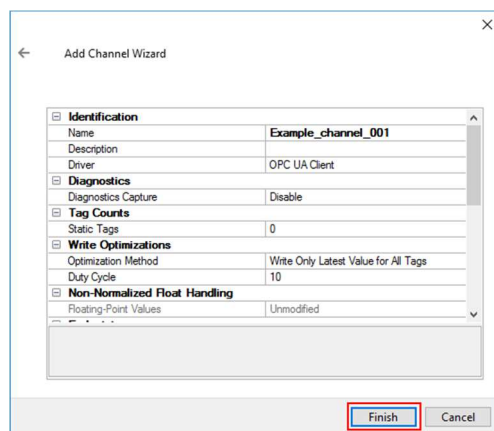 Add Channel Wizard
Identification
Name Example_channel_001
Description
Driver OPC UA Client
Diagnostics
Diagnostics Capture Disable
Tag Counts
Static Tags 0
Write Optimizations
Optimization Method Write Only Latest Value for All Tags
Duty Cycle 10
Non-Normalized Float Handling
Floating-Point Values Unmodified
Finish Cancel